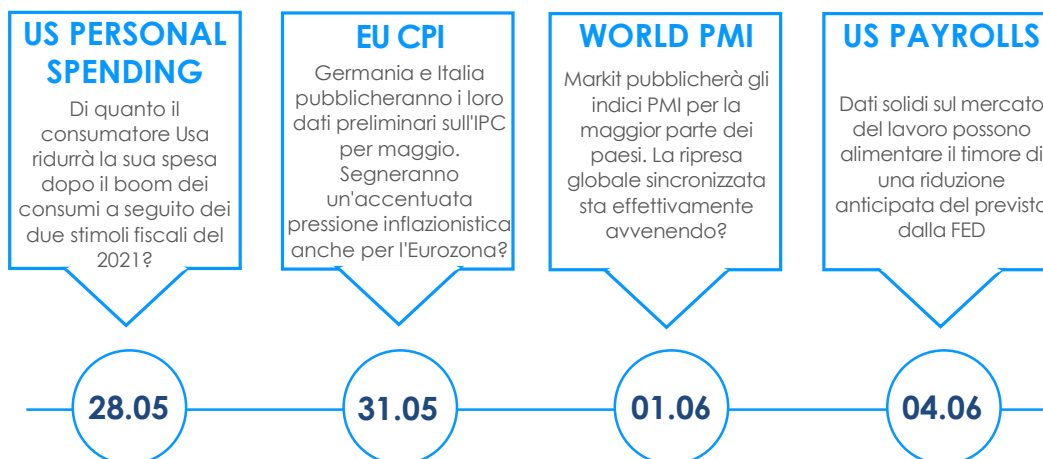 US PERSONAL
SPENDING
Di quanto il
consumatore Usa
ridurrà la sua spesa
dopo il boom dei
consumi a seguito dei
due stimoli fiscali del
2021?
EU CPI
Germania e Italia
pubblicheranno i loro
dati preliminari sull'IPC
per maggio.
Segneranno
un'accentuata
pressione inflazionistica
anche per l'Eurozona?
WORLD PMI
Markit pubblicherà gli
indici PMI per la
maggior parte dei
paesi. La ripresa
globale sincronizzata
sta effettivamente
avvenendo?
US PAYROLLS
Dati solidi sul mercato
del lavoro possono
alimentare il timore di
una riduzione
anticipata del previsto
dalla FED
28.05
31.05
01.06
04.06